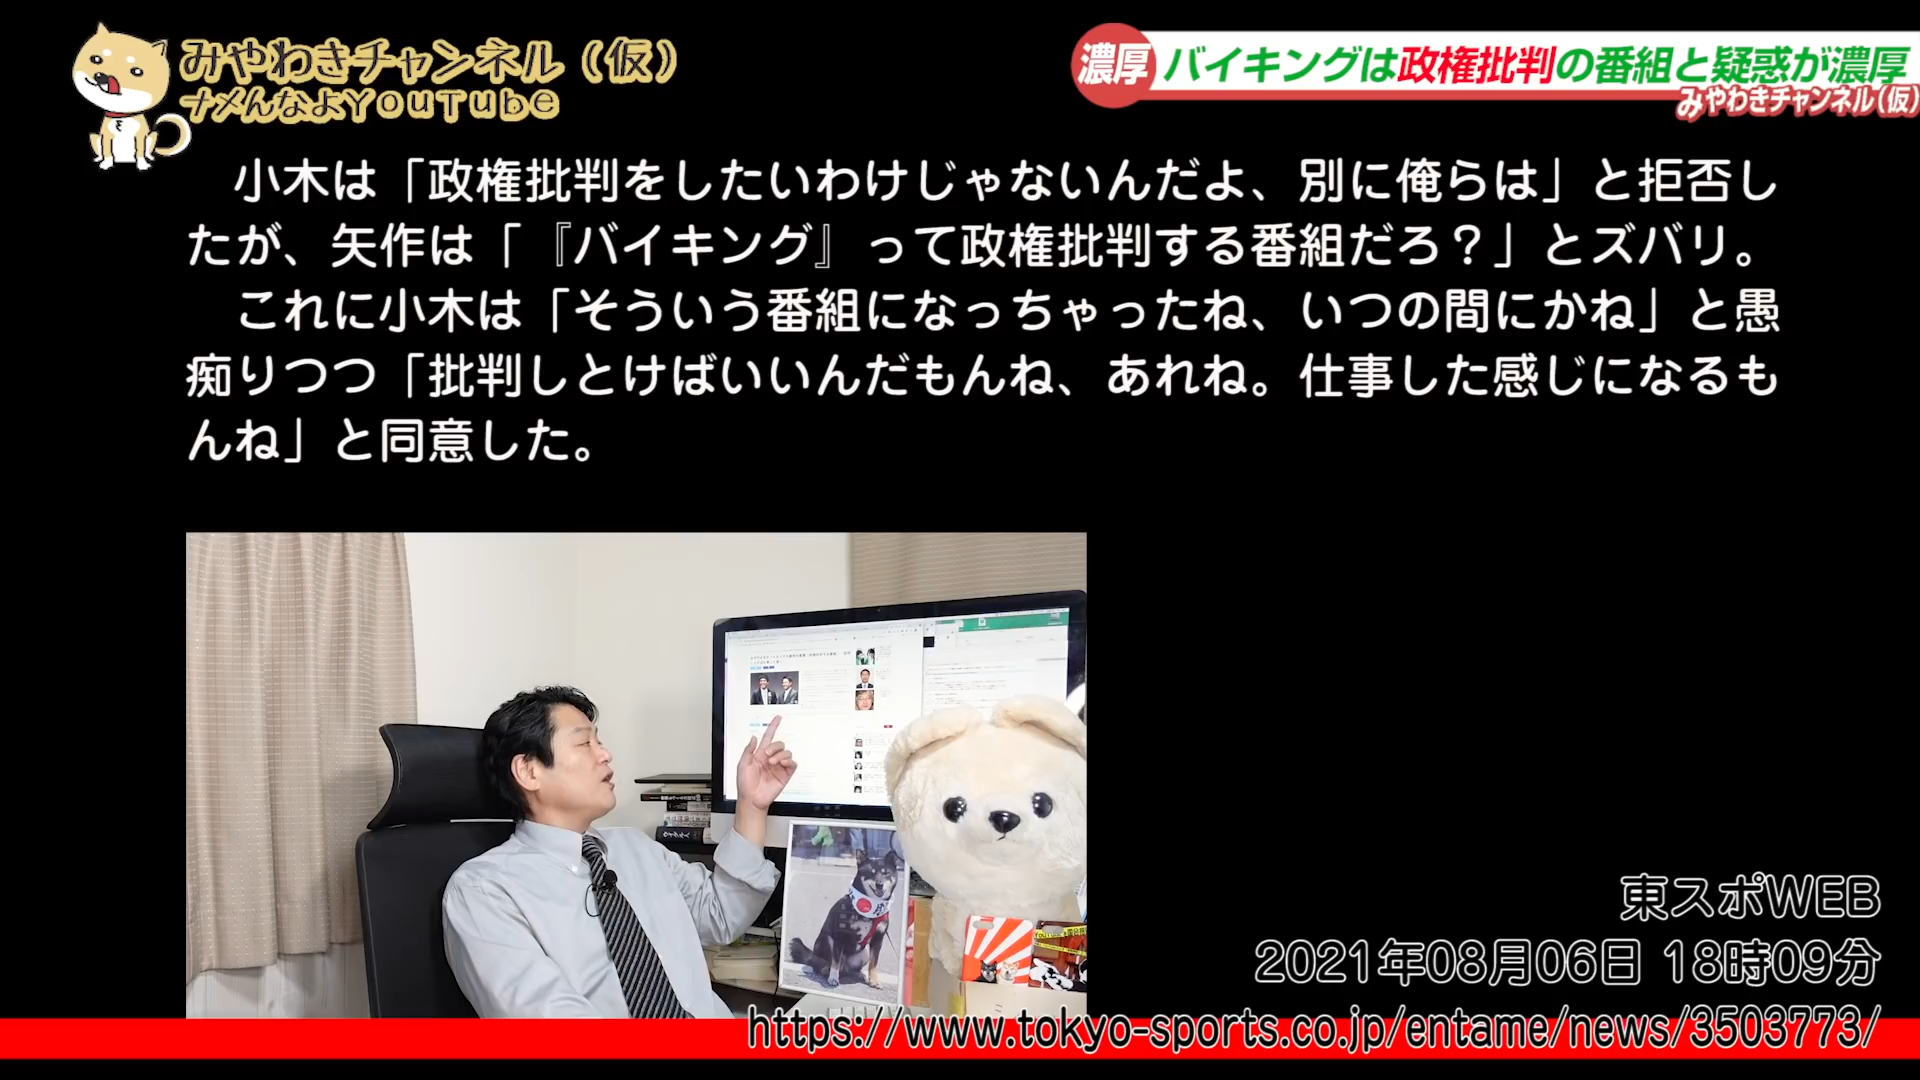 みやわきチャンネル（仮）
ナメんなよYouTube
濃厚
バイキングは政権批判の番組と疑惑が濃厚
みやわきチャンネル(仮)
小木は「政権批判をしたいわけじゃないんだよ、別に俺らは」と拒否し
たが、矢作は「『バイキング』って政権批判する番組だろ？」とズバリ。
これに小木は「そういう番組になっちゃったね、いつの間にかね」と愚
痴りつつ「批判しとけばいいんだもんね、あれね。仕事した感じになるも
んね」と同意した。
東スポWEB
2021年08月06日 18時09分
https://www.tokyo-sports.co.jp/entame/news/3503773/